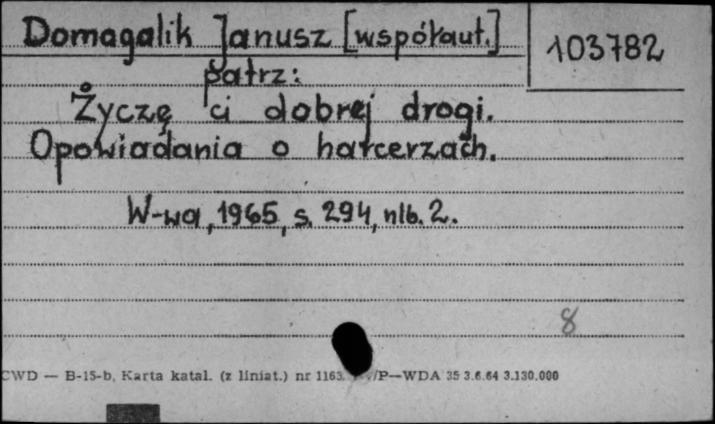 Domagalik Janusz [współaut.]
103782
patrz:
Życzę ci dobrej drogi.
Opowiadania o harcerzach.
W-wa, 1965, s. 294, nlb. 2.
8
CWD — B-15-b, Karta katal. (z liniat.) nr 1163. /P—WDA 35 3.6.64 3.130.000